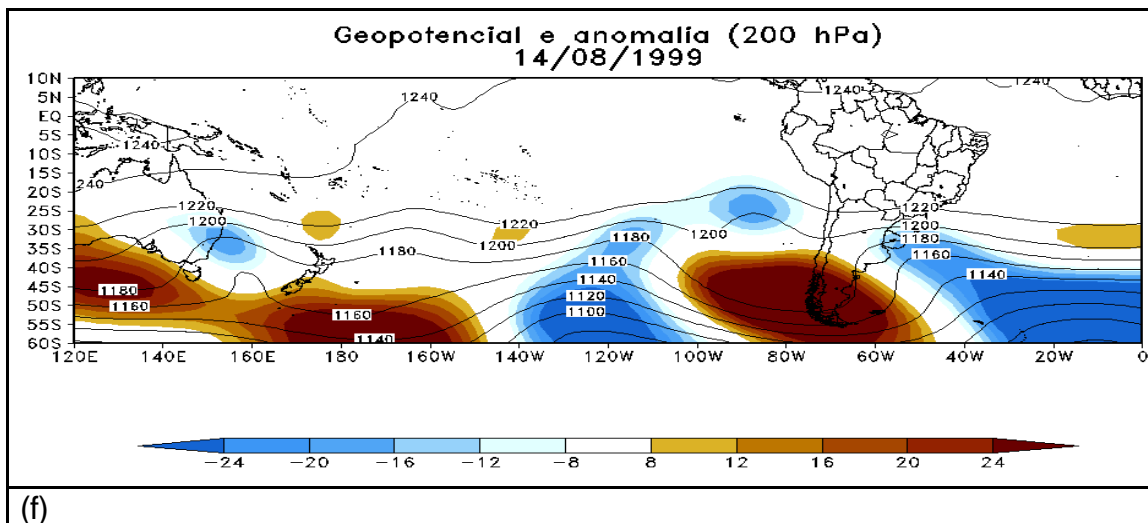 Geopotencial e anomalia (200 hPa)
14/08/1999
10N
5N
EQ
5S
10S
15S
20S
25S
30S
35S
40S
45S
50S
55S
60S
1240
1240
1240
1240
240
1220
1200
1180
1220
1200
1180
1200
1220
1200
1180
1160
1140
1160
1140
1120
1100
1180
1160
1160
1140
120E 140E 160E 180 160W 140W 120W 100W 80W 60W 40W 20W 0
−24 −20 −16 −12 −8 8 12 16 20 24
(f)